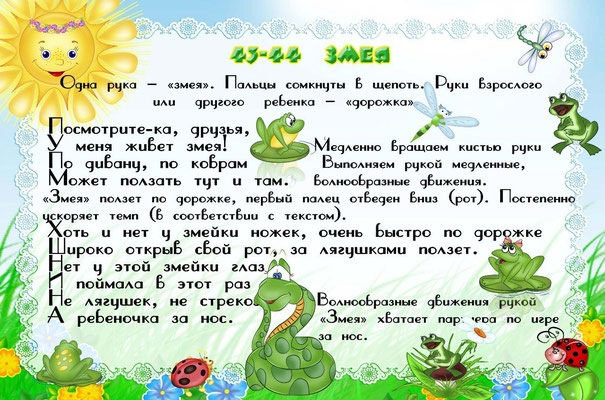 43-44 ЗМЕЯ
Одна рука – «змея». Пальцы сомкнуты в щепоть. Руки взрослого
или другого ребенка – «дорожка»
Посмотрите-ка, друзья,
У меня живет змея! Медленно вращаем кистью руки
По дивану, по коврам Выполняем рукой медленные,
Может ползать тут и там. волнообразные движения.
«Змея» ползет по дорожке, первый палец отведен вниз (рот). Постепенно
ускоряет темп (в соответствии с текстом).
Хоть и нет у змейки ножек, очень быстро по дорожке
Широко открыв свой рот, за лягушками ползет.
Нет у этой змейки глаз
И поймала в этот раз
Не лягушек, не стреко Волнообразные движения рукой
А ребеночка за нос. «Змея» хватает партнера по игре
за нос.